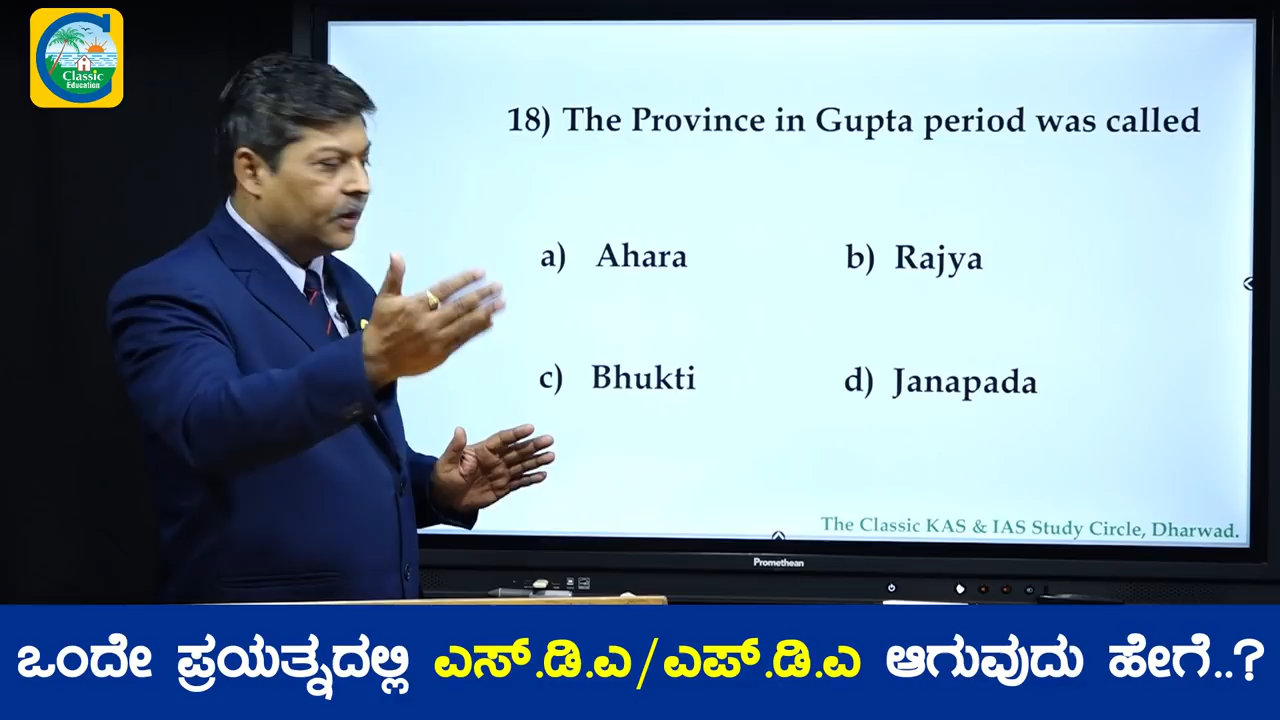 Classic
Education
18) The Province in Gupta period was called
a) Ahara
b) Rajya
c) Bhukti
d) Janapada
The Classic KAS & IAS Study Circle, Dharwad.
Promethean
ಒಂದೇ ಪ್ರಯತ್ನದಲ್ಲಿ ಎಸ್.ಡಿ.ಎ/ಎಪ್.ಡಿ.ಎ ಆಗುವುದು ಹೇಗೆ..?